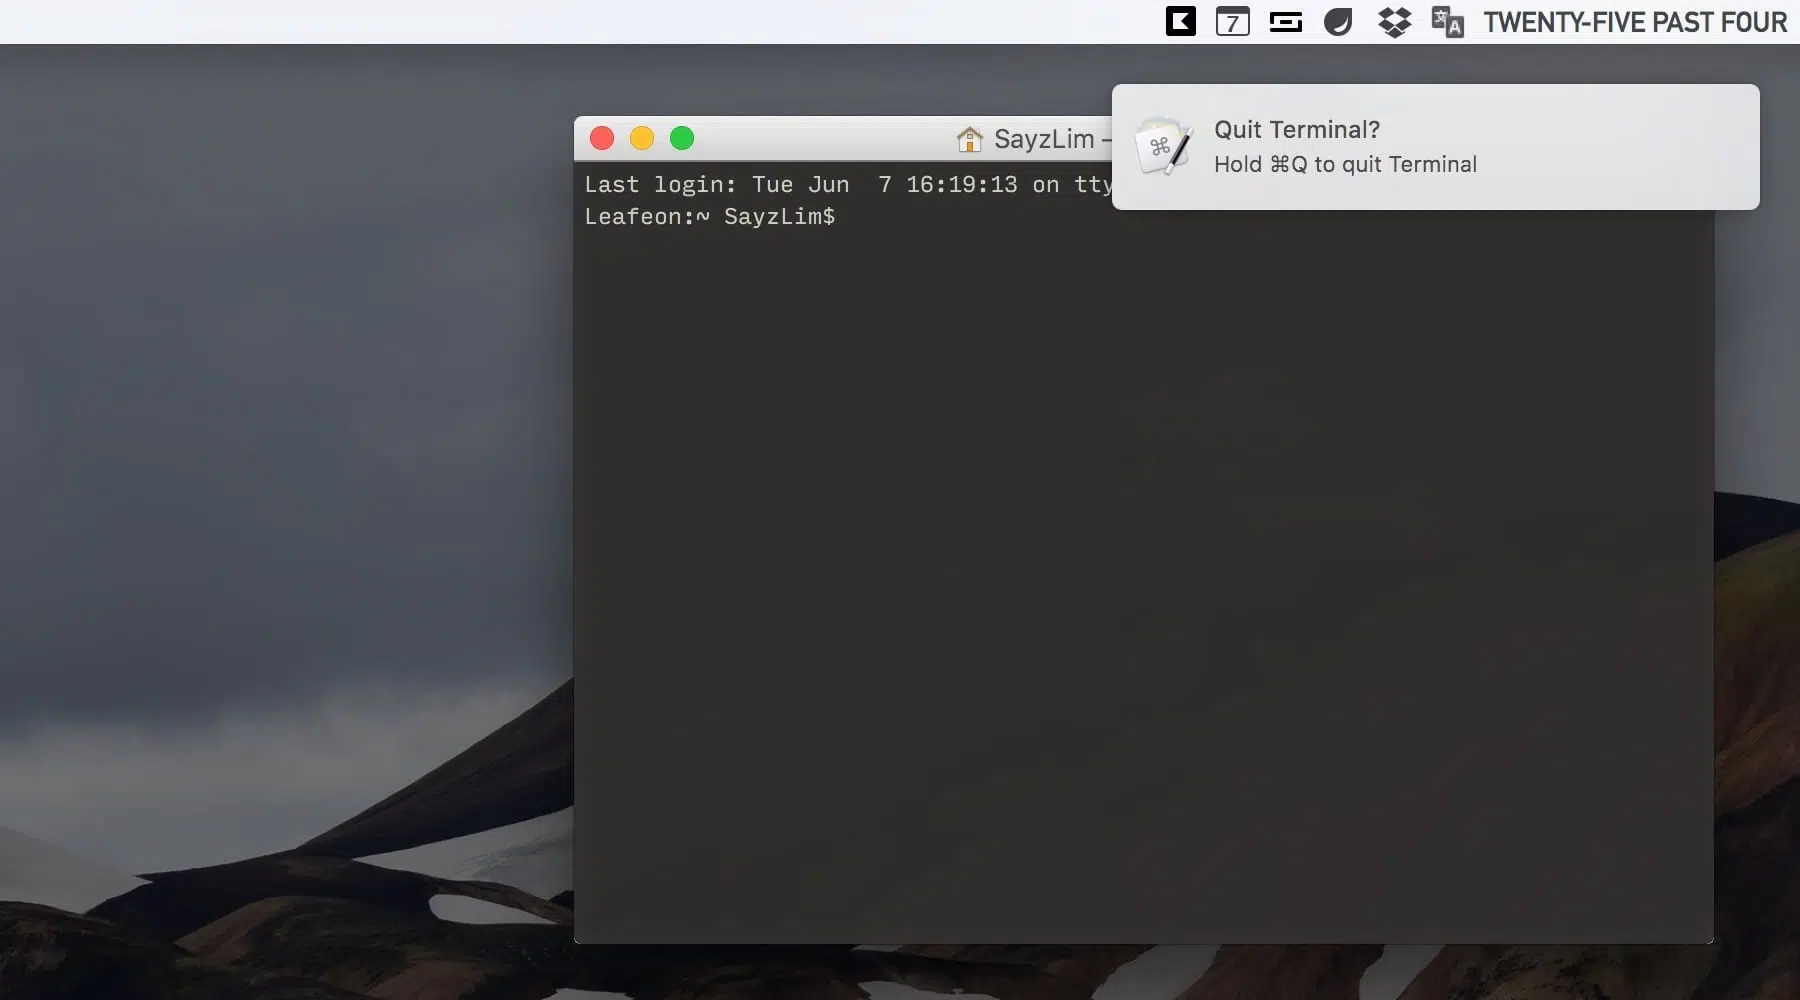 7
文
A
TWENTY-FIVE PAST FOUR
SayzLim —
Quit Terminal?
Hold ⌘Q to quit Terminal
Last login: Tue Jun  7 16:19:13 on tty
Leafeon:~ SayzLim$